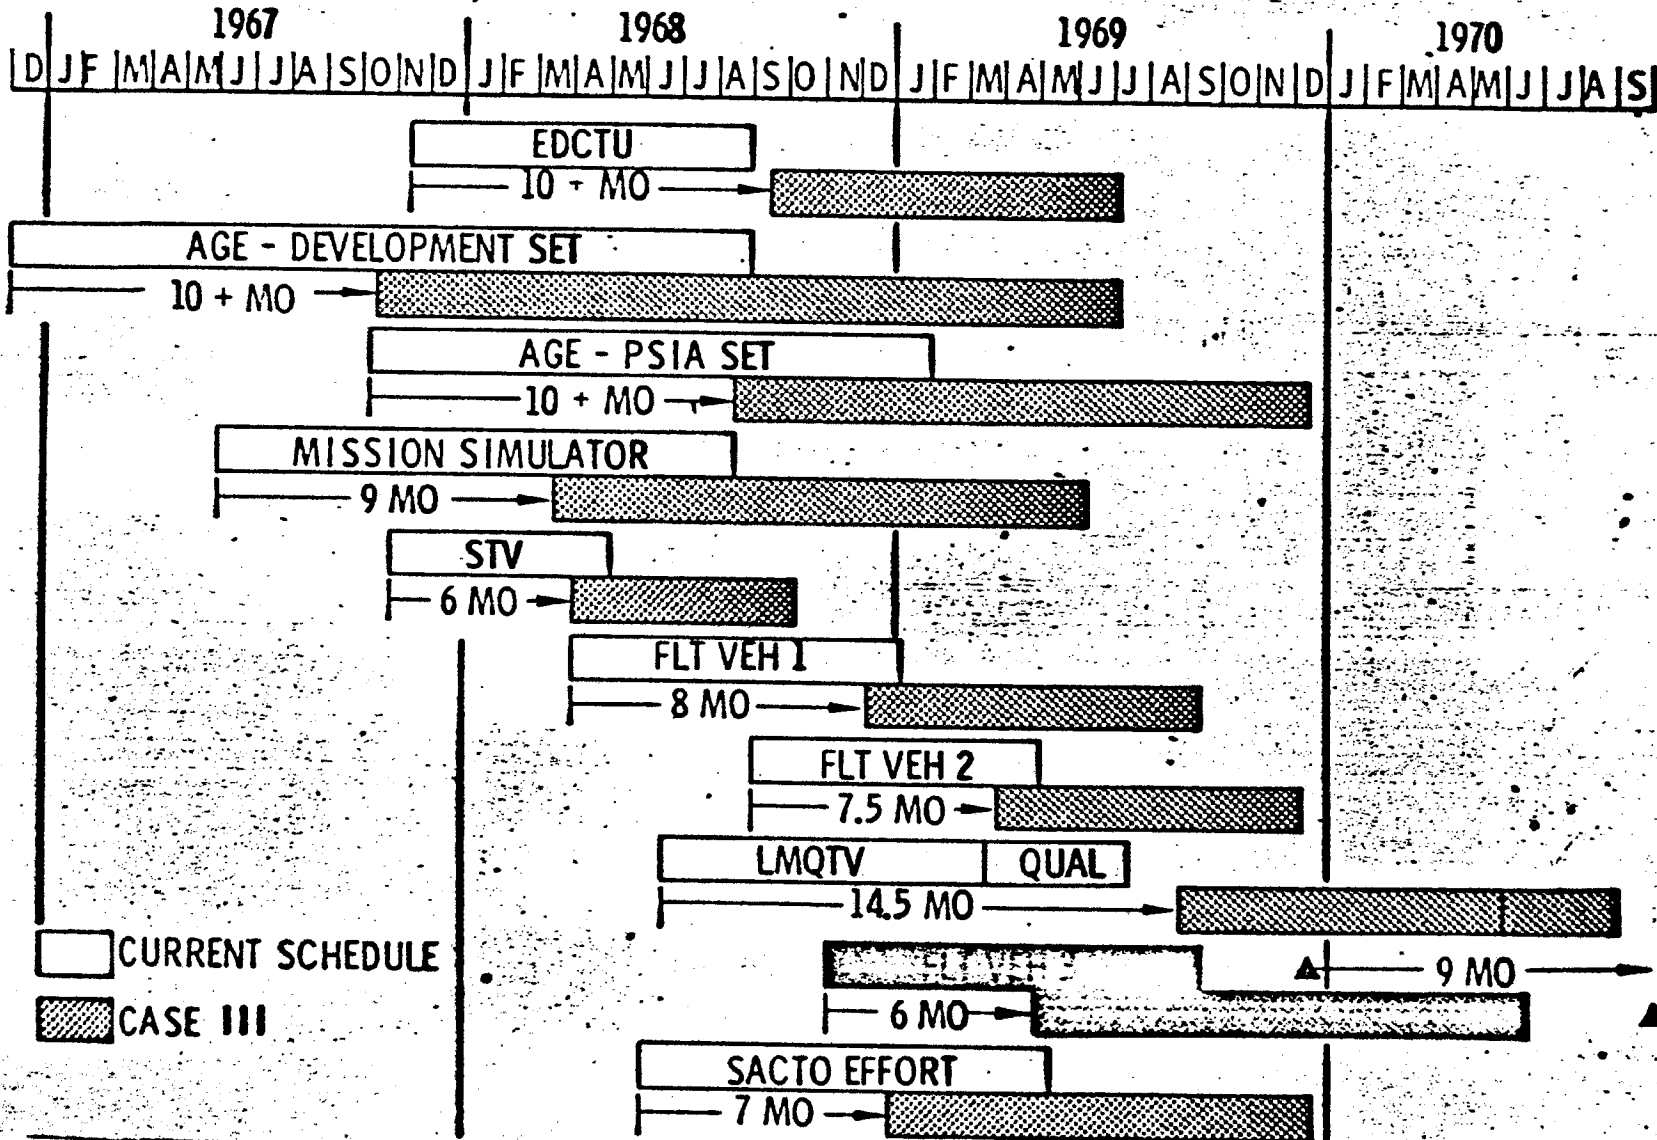 1967 1968 1969 1970
D J F M A M J J A S O N D J F M A M J J A S O N D J F M A M J J A S O N D J F M A M J J A S
EDCTU
10 + MO
AGE - DEVELOPMENT SET
10 + MO
AGE - PSIA SET
10 + MO
MISSION SIMULATOR
9 MO
STV
6 MO
FLT VEH 1
8 MO
FLT VEH 2
7.5 MO
LMQTV QUAL
14.5 MO
CURRENT SCHEDULE
9 MO
CASE III
6 MO
SACTO EFFORT
7 MO